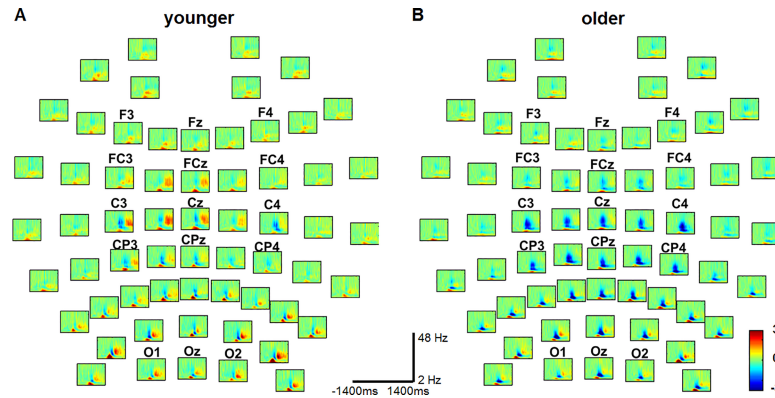 A younger
B older
F3 Fz F4
F3 Fz F4
FC3 FCz FC4
FC3 FCz FC4
C3 Cz C4
C3 Cz C4
CP3 CPz CP4
CP3 CPz CP4
O1 Oz O2
O1 Oz O2
48 Hz
2 Hz
-1400ms 1400ms